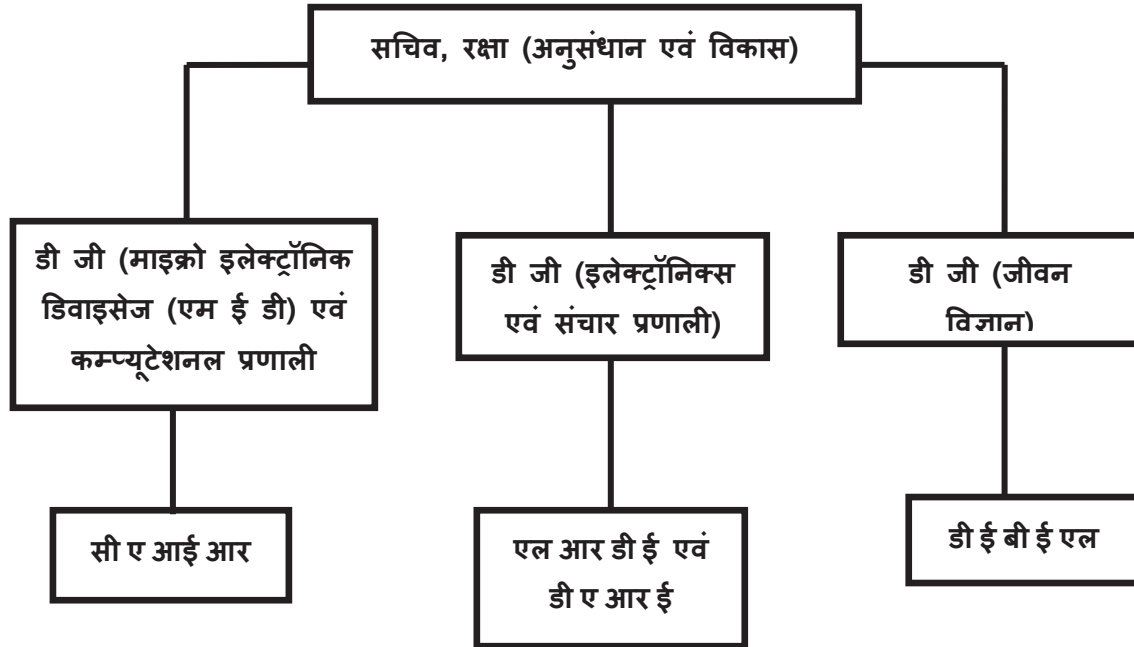 सचिव, रक्षा (अनुसंधान एवं विकास)
डी जी (माइक्रो इलेक्ट्रॉनिक
डिवाइसेज (एम ई डी) एवं
कम्प्यूटेशनल प्रणाली
डी जी (इलेक्ट्रॉनिक्स
एवं संचार प्रणाली)
डी जी (जीवन
विज्ञान)
सी ए आई आर
एल आर डी ई एवं
डी ए आर ई
डी ई बी ई एल